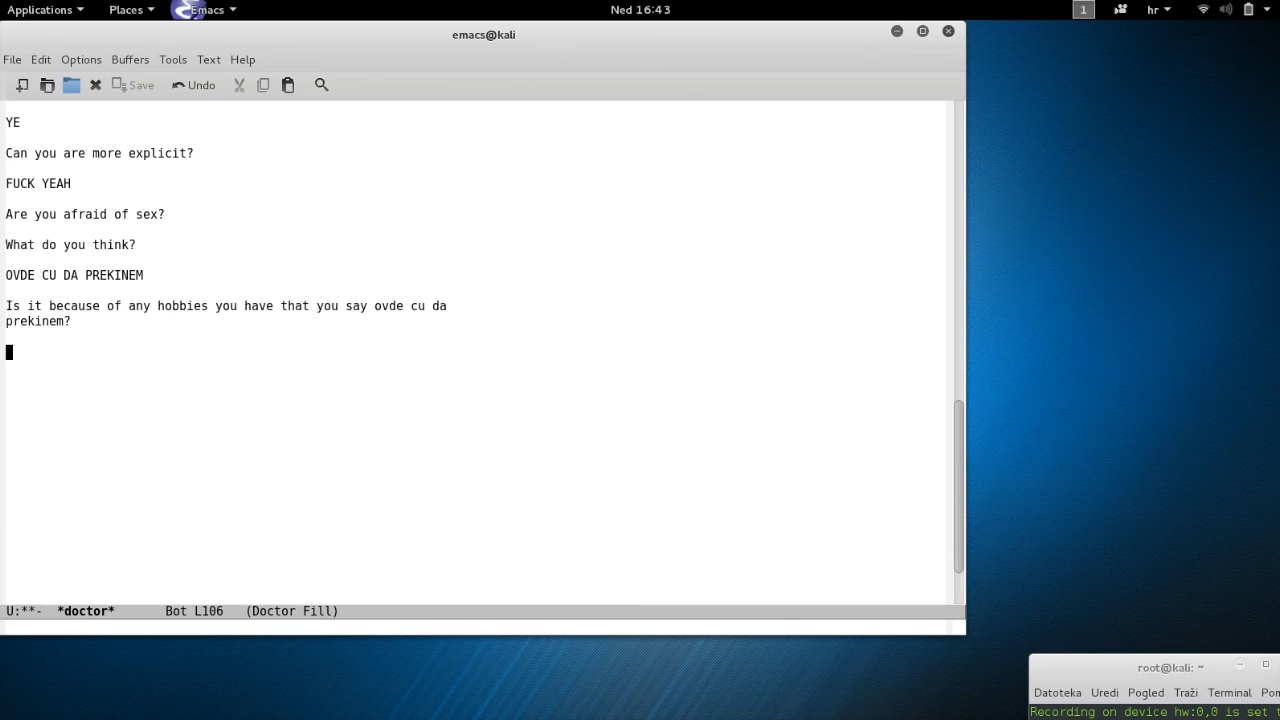 Applications Places Emacs Ned 16:43 1 hr
emacs@kali
File Edit Options Buffers Tools Text Help
Save Undo
YE
Can you are more explicit?
FUCK YEAH
Are you afraid of sex?
What do you think?
OVDE CU DA PREKINEM
Is it because of any hobbies you have that you say ovde cu da
prekinem?
U:**- *doctor* Bot L106 (Doctor Fill)
root@kali: ~
Datoteka Uredi Pogled Traži Terminal Pon
Recording on device hw:0,0 is set